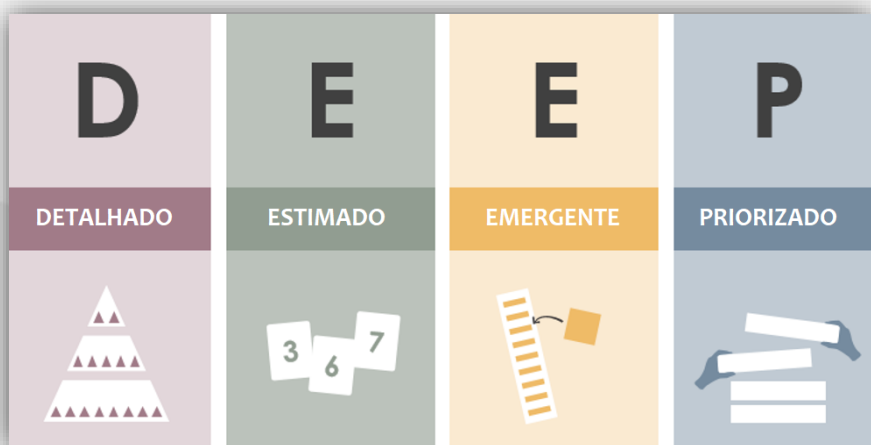 D
E
E
P
DETALHADO
ESTIMADO
EMERGENTE
PRIORIZADO
3
6
7